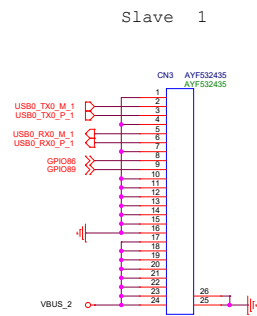 Slave 1
CN3 AYF532435
AYF532435
1
USB0_TX0_M_1 2
USB0_TX0_P_1 3
4
USB0_RX0_M_1 5
USB0_RX0_P_1 6
7
GPIO86 8
GPIO89 9
10
11
12
13
14
15
16
17
18
19
20
21
22
23 26
VBUS_2 24 25